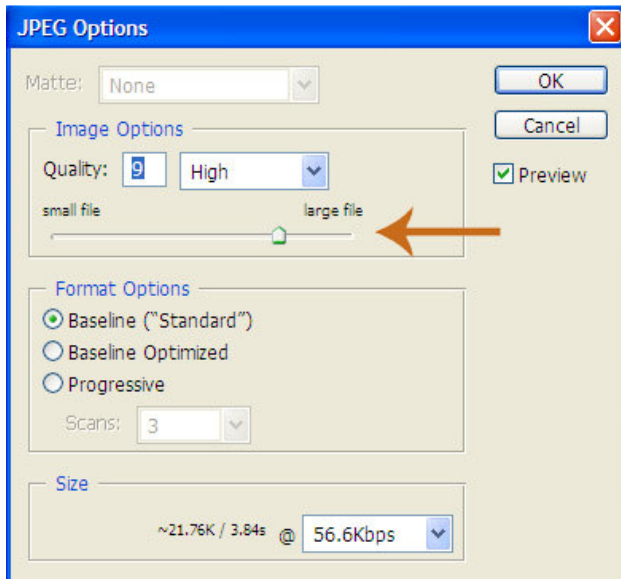 JPEG Options
Matte: None
OK
Image Options
Cancel
Quality: 9 High
Preview
small file large file
Format Options
Baseline ("Standard")
Baseline Optimized
Progressive
Scans: 3
Size
~21.76K / 3.84s @ 56.6Kbps